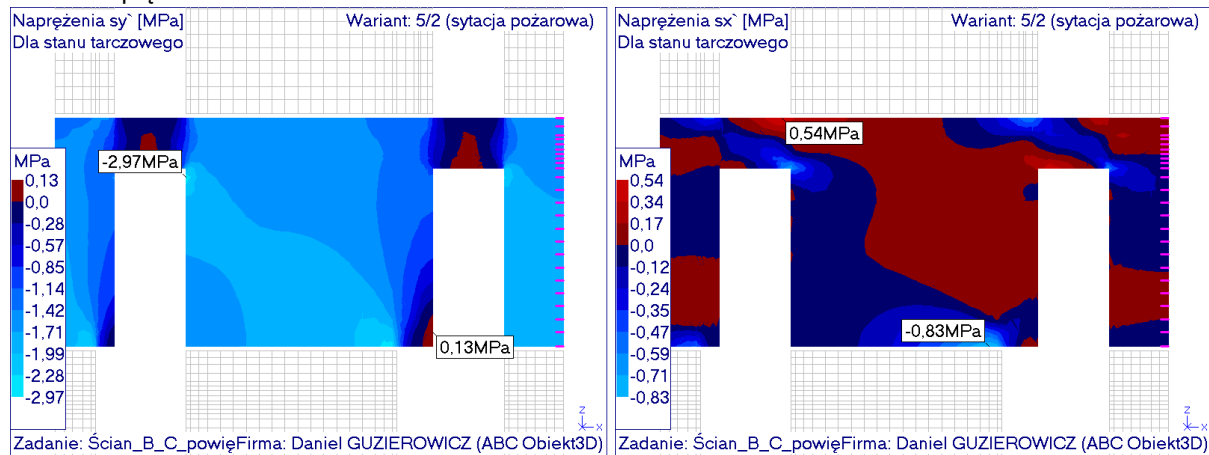 Naprężenia sy` [MPa]
Wariant: 5/2 (sytacja pożarowa)
Dla stanu tarczowego
-2,97MPa
MPa
0,13
0,0
-0,28
-0,57
-0,85
-1,14
-1,42
-1,71
-1,99
-2,28
-2,97
0,13MPa
z
x
Zadanie: Ścian_B_C_powięFirma: Daniel GUZIEROWICZ (ABC Obiekt3D)
Naprężenia sx` [MPa]
Wariant: 5/2 (sytacja pożarowa)
Dla stanu tarczowego
0,54MPa
MPa
0,54
0,34
0,17
0,0
-0,12
-0,24
-0,35
-0,47
-0,59
-0,71
-0,83
-0,83MPa
z
x
Zadanie: Ścian_B_C_powięFirma: Daniel GUZIEROWICZ (ABC Obiekt3D)